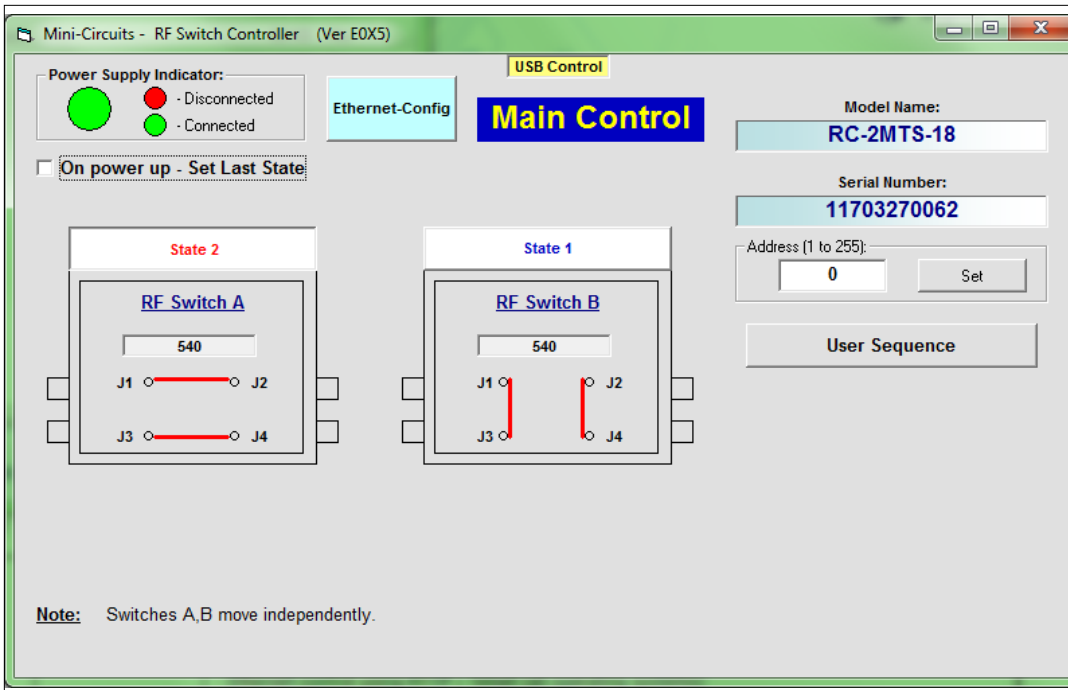 Mini-Circuits - RF Switch Controller (Ver E0X5)
Power Supply Indicator:
- Disconnected
- Connected
Ethernet-Config
USB Control
Main Control
Model Name:
RC-2MTS-18
On power up - Set Last State
Serial Number:
11703270062
Address (1 to 255):
0
Set
State 2
State 1
RF Switch A
RF Switch B
540
540
User Sequence
J1 J2
J3 J4
J1 J2
J3 J4
Note: Switches A,B move independently.